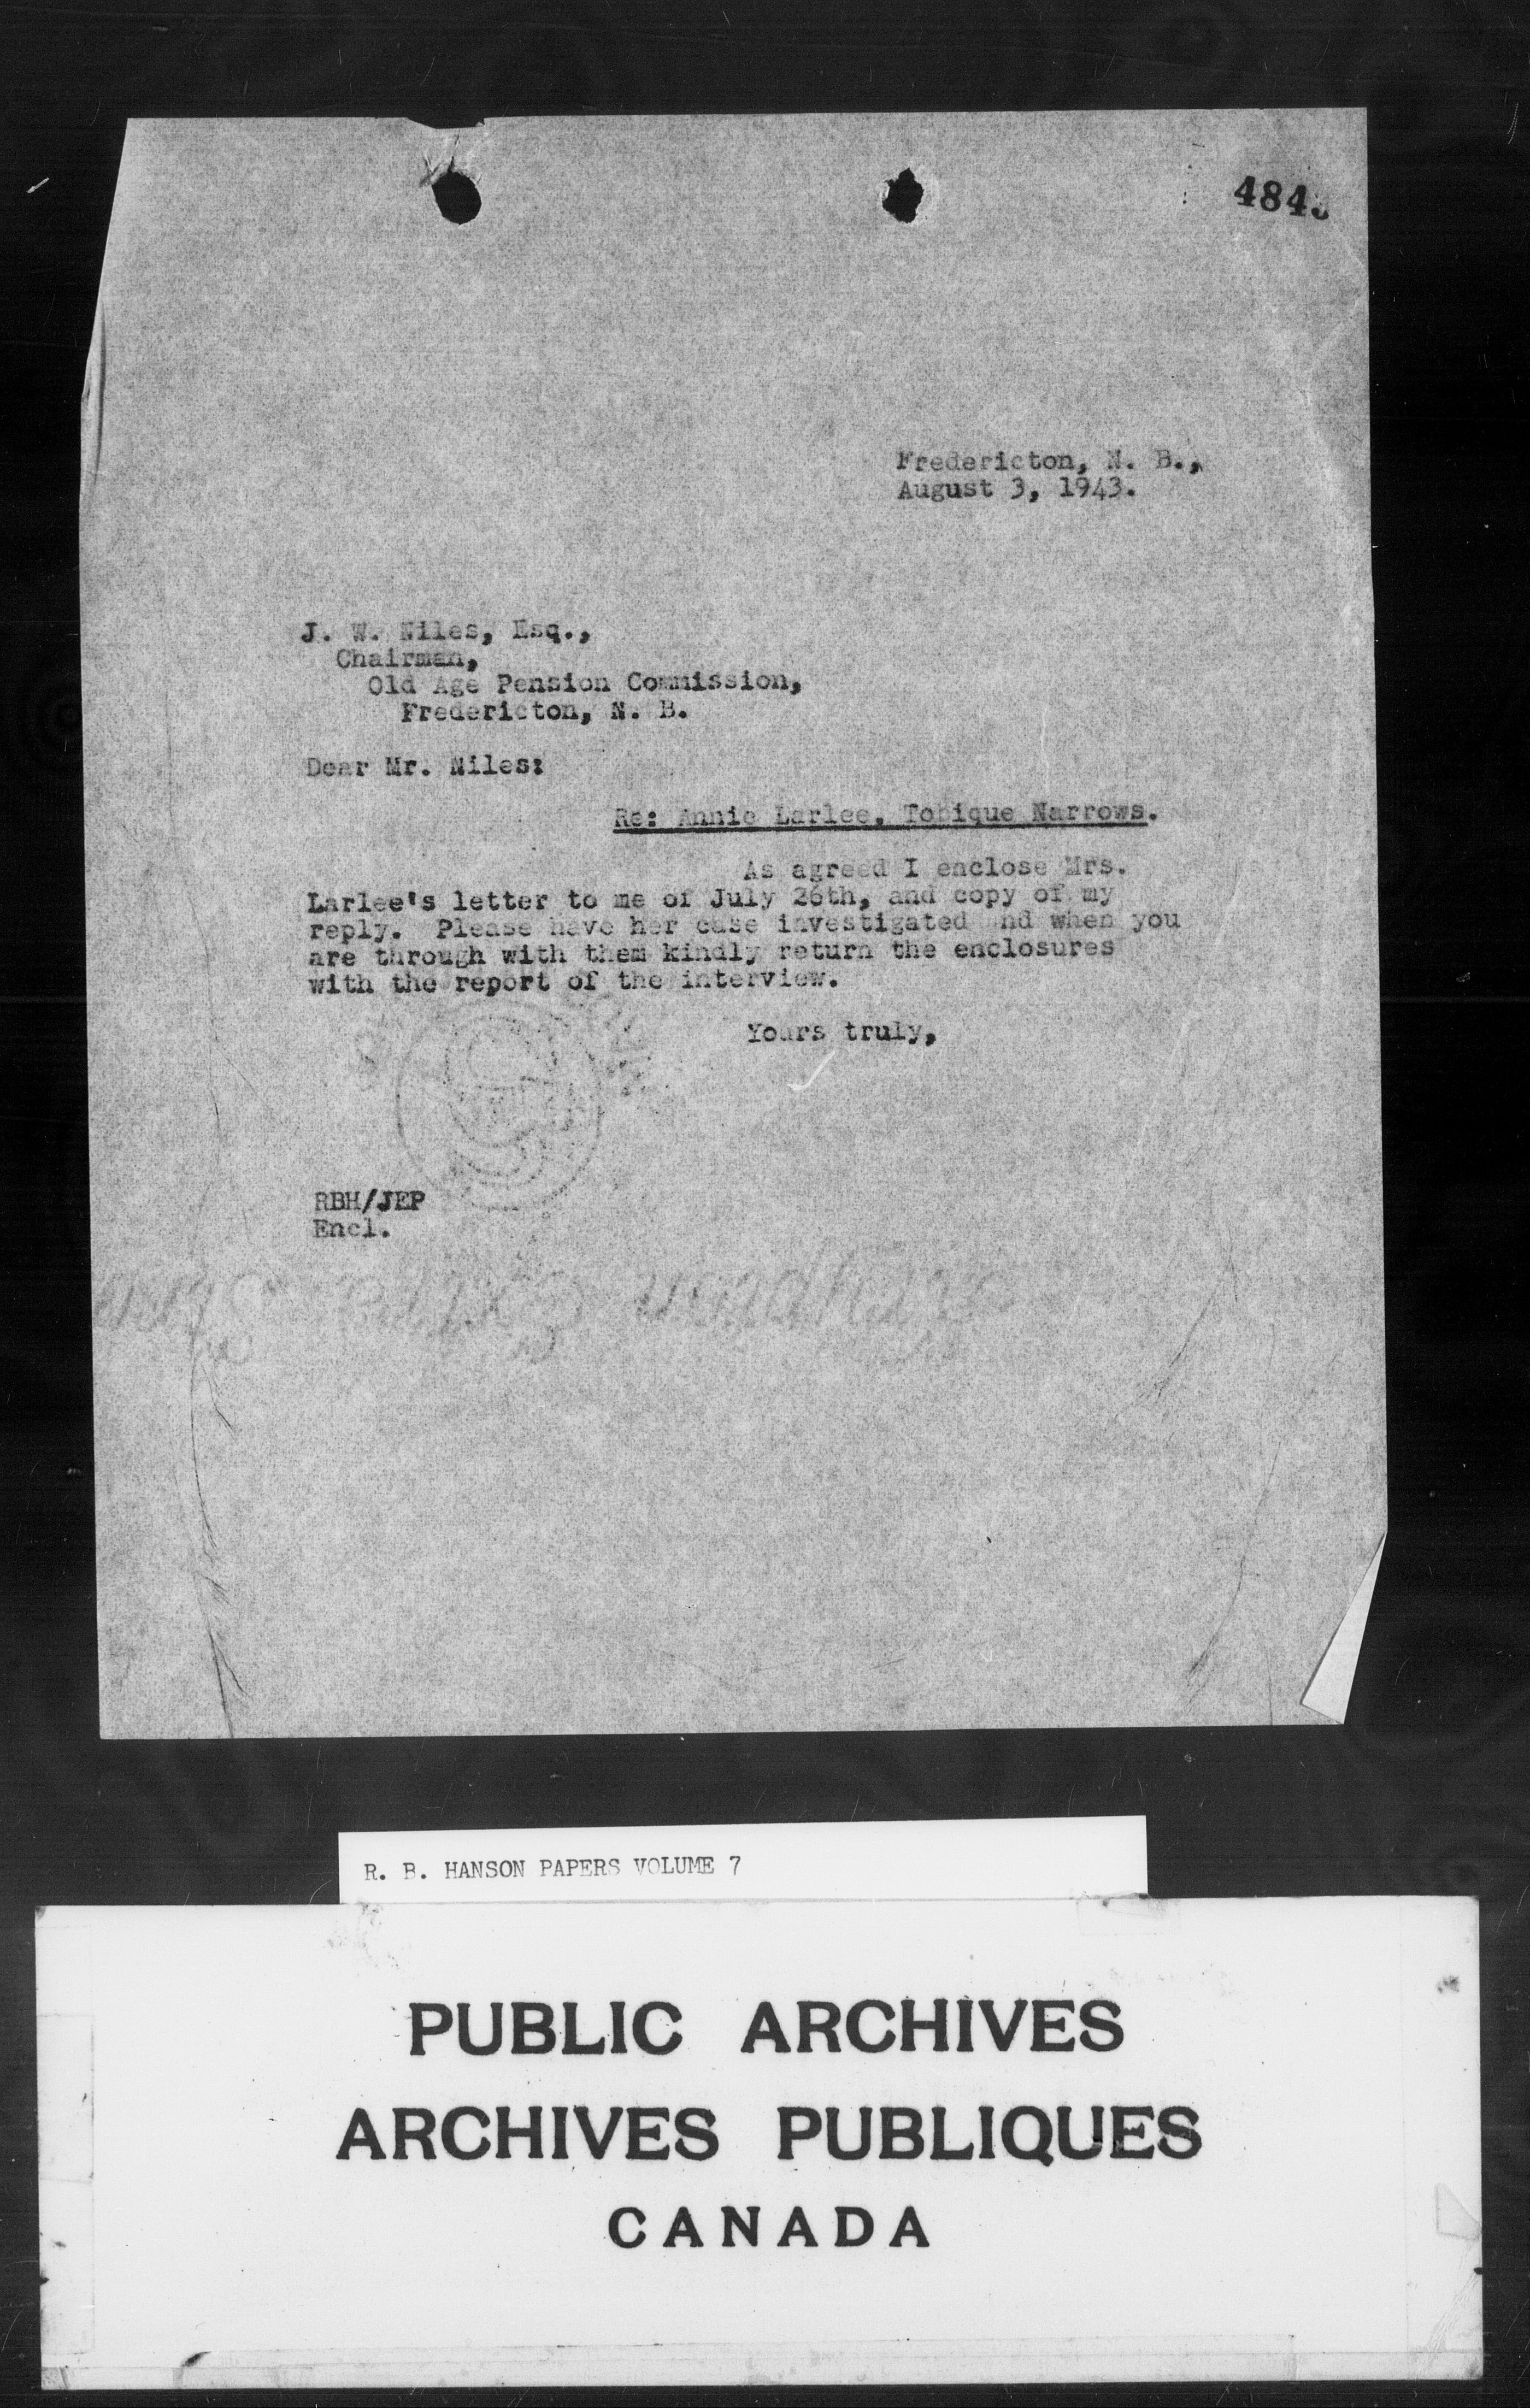 Fredericton, N. B.,
August 3, 1943.
J. W. Niles, Esq.,
Chairman,
Old Age Pension Commission,
Fredericton, N. B.
Dear Mr. Niles:
Re: Annie Larlee, Tobique Narrows.
As agreed I enclose Mrs.
Larlee's letter to me of July 26th, and copy of my
reply. Please have her case investigated and when you
are through with them kindly return the enclosures
with the report of the interview.
Yours truly,
RBH/JEP
Encl.
R. B. HANSON PAPERS VOLUME 7
PUBLIC ARCHIVES
ARCHIVES PUBLIQUES
CANADA